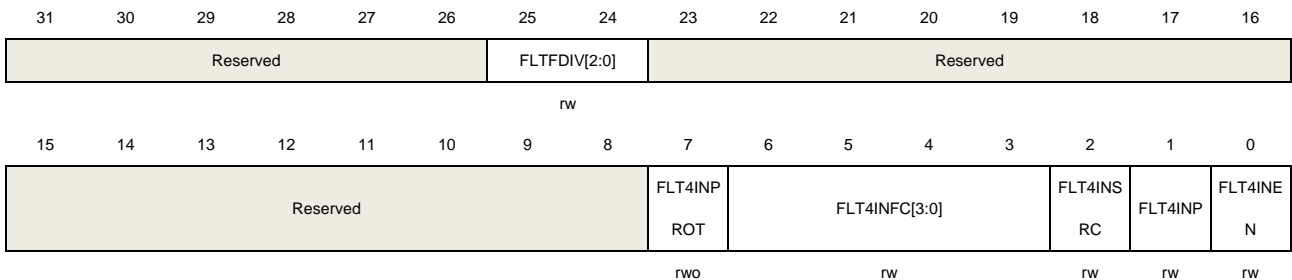 31 30 29 28 27 26 25 24 23 22 21 20 19 18 17 16
Reserved FLTFDIV[2:0] Reserved
rw
15 14 13 12 11 10 9 8 7 6 5 4 3 2 1 0
Reserved FLT4INP ROT FLT4INFC[3:0] FLT4INS RC FLT4INP FLT4INE N
rwo rw rw rw rw